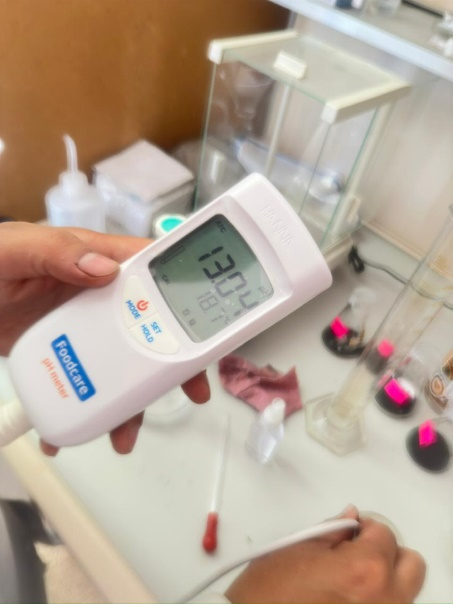 13.04
18.7
MODE
SET
HOLD
Foodcare
pH meter